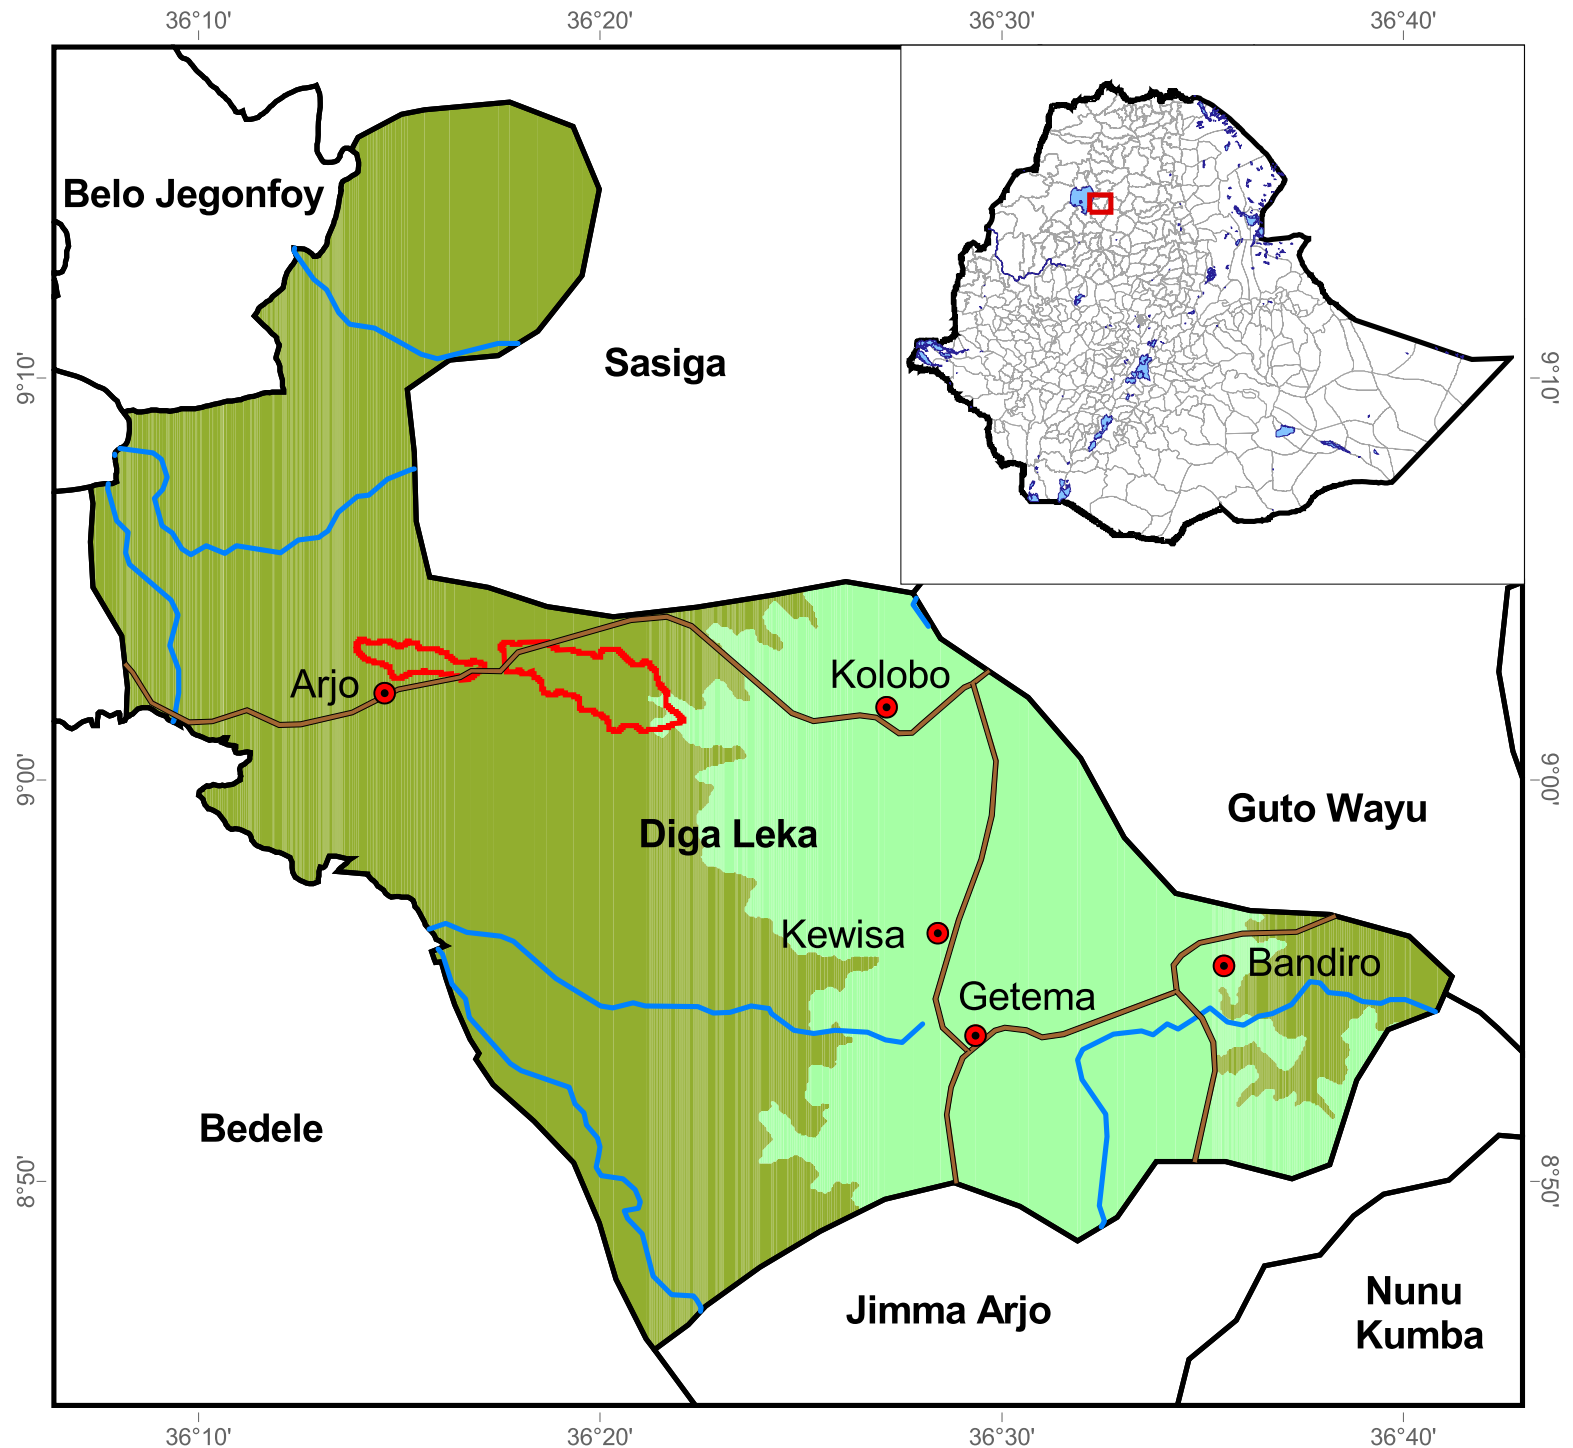 36°10' 36°20' 36°30' 36°40'
Belo Jegonfoy
Sasiga
9°10' 9°10'
Arjo
Kolobo
9°00' 9°00'
Guto Wayu
Diga Leka
Kewisa
Bandiro
Getema
Bedele
8°50' 8°50'
Jimma Arjo
Nunu
Kumba
36°10' 36°20' 36°30' 36°40'